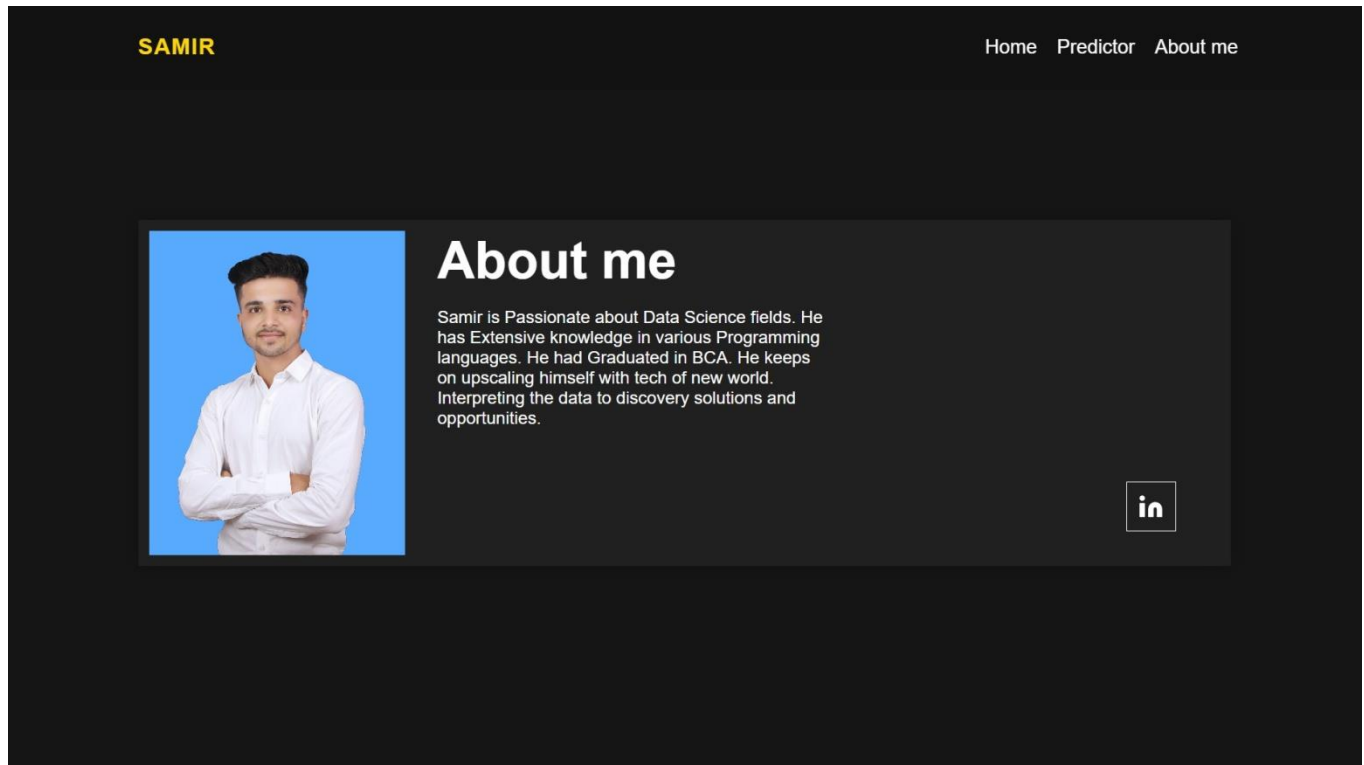 SAMIR
Home Predictor About me
About me
Samir is Passionate about Data Science fields. He
has Extensive knowledge in various Programming
languages. He had Graduated in BCA. He keeps
on upscaling himself with tech of new world.
Interpreting the data to discovery solutions and
opportunities.
in